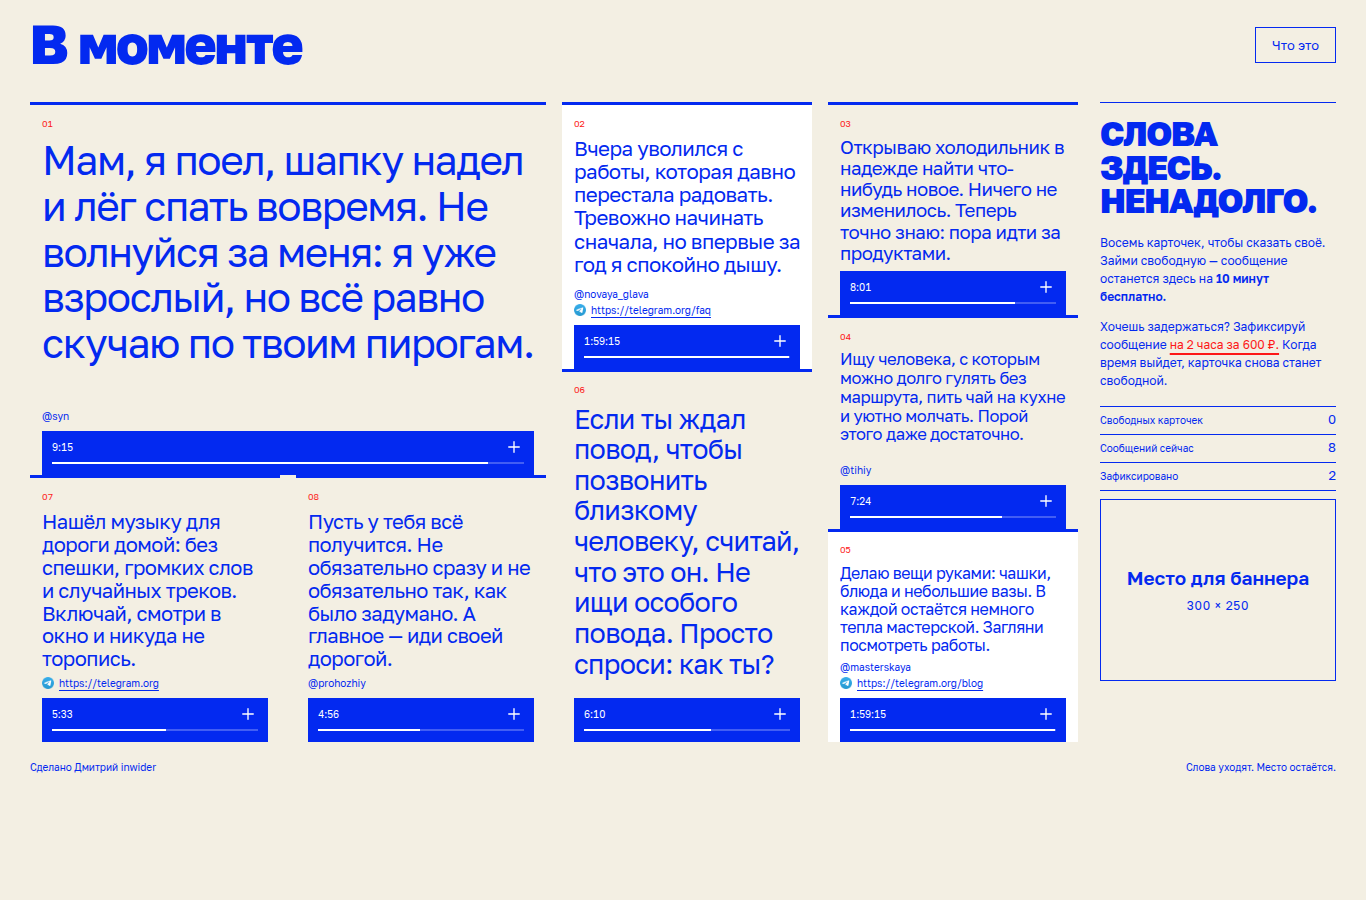 В моменте
Что это
01
Мам, я поел, шапку надел
и лёг спать вовремя. Не
волнуйся за меня: я уже
взрослый, но всё равно
скучаю по твоим пирогам.
@syn
9:15
02
Вчера уволился с
работы, которая давно
перестала радовать.
Тревожно начинать
сначала, но впервые за
год я спокойно дышу.
@novaya_glava
https://telegram.org/faq
1:59:15
03
Открываю холодильник в
надежде найти что-
нибудь новое. Ничего не
изменилось. Теперь
точно знаю: пора идти за
продуктами.
8:01
04
Ищу человека, с которым
можно долго гулять без
маршрута, пить чай на кухне
и уютно молчать. Порой
этого даже достаточно.
@tihiy
7:24
05
Делаю вещи руками: чашки,
блюда и небольшие вазы. В
каждой остаётся немного
тепла мастерской. Загляни
посмотреть работы.
@masterskaya
https://telegram.org/blog
1:59:15
06
Если ты ждал
повод, чтобы
позвонить
близкому
человеку, считай,
что это он. Не
ищи особого
повода. Просто
спроси: как ты?
6:10
07
Нашёл музыку для
дороги домой: без
спешки, громких слов
и случайных треков.
Включай, смотри в
окно и никуда не
торопись.
https://telegram.org
5:33
08
Пусть у тебя всё
получится. Не
обязательно сразу и не
обязательно так, как
было задумано. А
главное — иди своей
дорогой.
@prohozhiy
4:56
СЛОВА
ЗДЕСЬ.
НЕНАДОЛГО.
Восемь карточек, чтобы сказать своё.
Займи свободную — сообщение
останется здесь на 10 минут
бесплатно.
Хочешь задержаться? Зафиксируй
сообщение на 2 часа за 600 ₽. Когда
время выйдет, карточка снова станет
свободной.
Свободных карточек 0
Сообщений сейчас 8
Зафиксировано 2
Место для баннера
300 × 250
Сделано Дмитрий inwider
Слова уходят. Место остаётся.